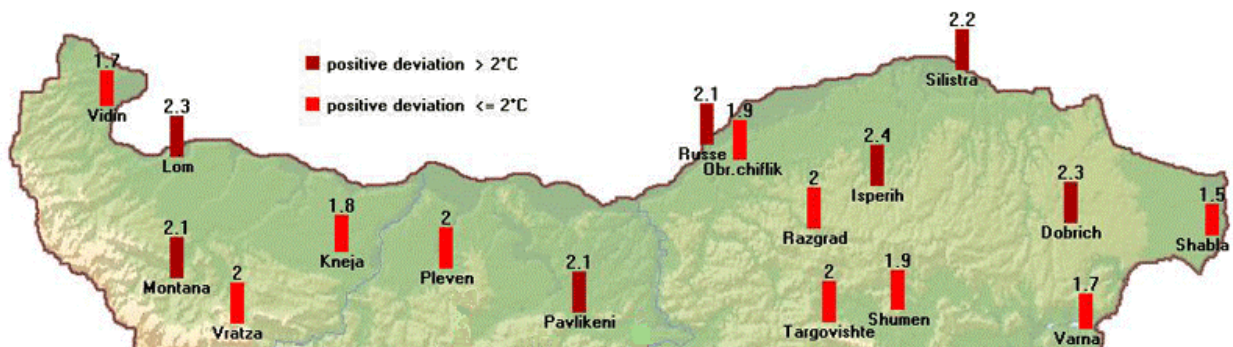 2.2
1.7
positive deviation > 2°C
Silistra
positive deviation <= 2°C
Vidin
2.3
2.1
1.9
Lom
Russe
Obr.chiflik
2.4
Isperih
2.3
Dobrich
1.5
Shabla
1.8
Kneja
2
Razgrad
2.1
Montana
2
Pleven
2
Vratza
2.1
Pavlikeni
2
Targovishte
1.9
Shumen
1.7
Varna